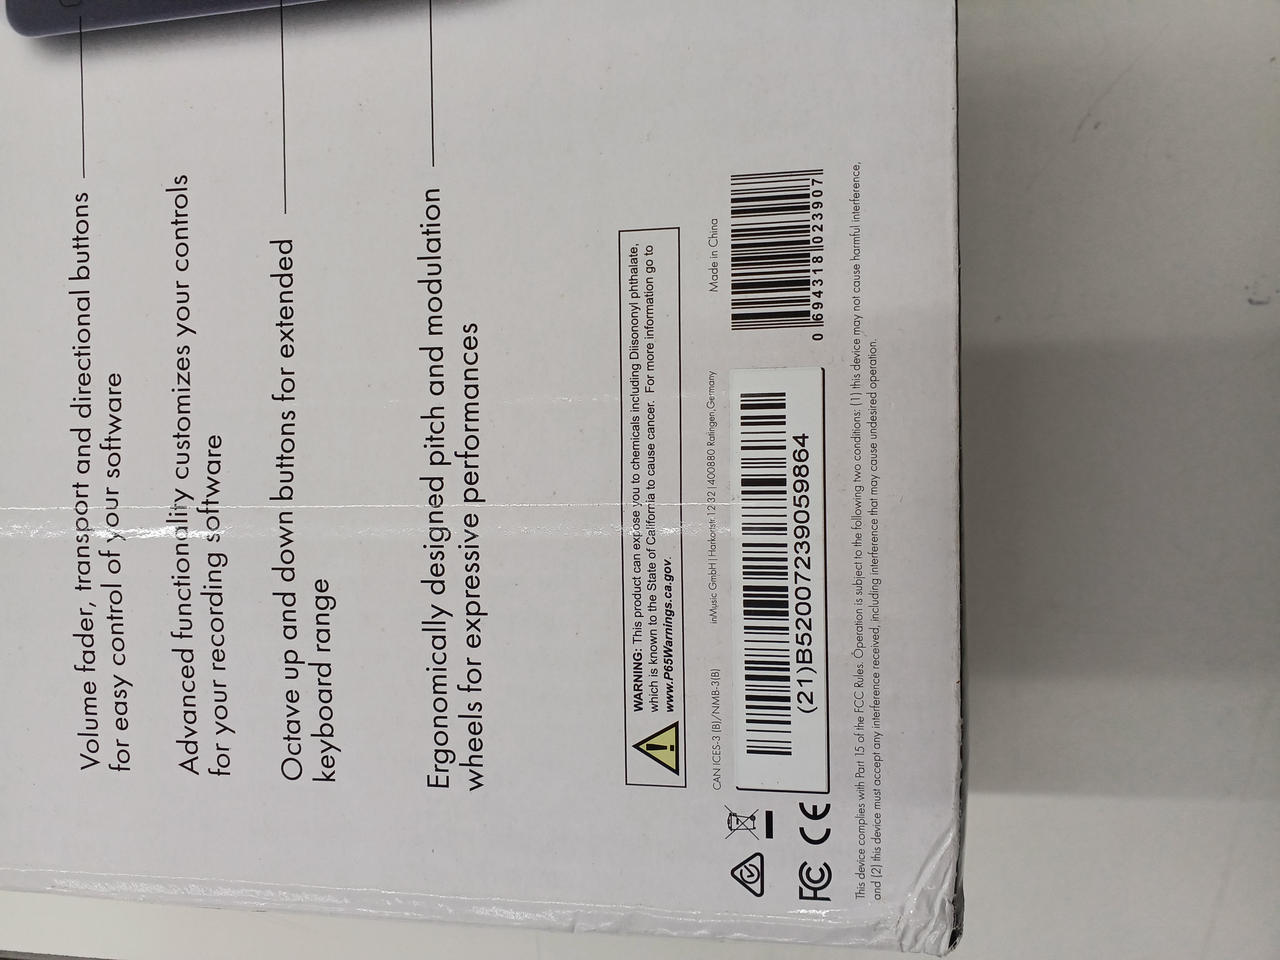 Volume fader, transport and directional buttons
for easy control of your software
Advanced functionality customizes your controls
for your recording software
Octave up and down buttons for extended
keyboard range
Ergonomically designed pitch and modulation
wheels for expressive performances
WARNING: This product can expose you to chemicals including Diisononyl phthalate,
which is known to the State of California to cause cancer. For more information go to
www.P65Warnings.ca.gov.
CAN ICES-3 (B)/NMB-3(B)
inMusic GmbH | Harkortstr. 12-32 | 400880 Ratingen,Germany
Made in China
(21)B52007239059864
0 694318 023907
FC CE
This device complies with Part 15 of the FCC Rules. Operation is subject to the following two conditions: (1) this device may not cause harmful interference,
and (2) this device must accept any interference received, including interference that may cause undesired operation.